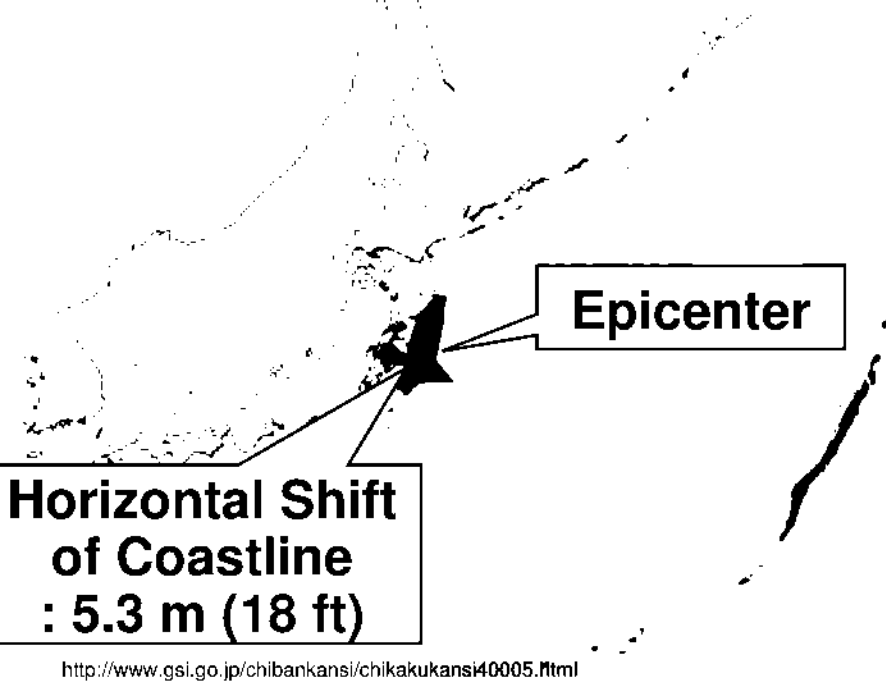 Epicenter
Horizontal Shift
of Coastline
: 5.3 m (18 ft)
http://www.gsi.go.jp/chibankansi/chikakukansi40005.html